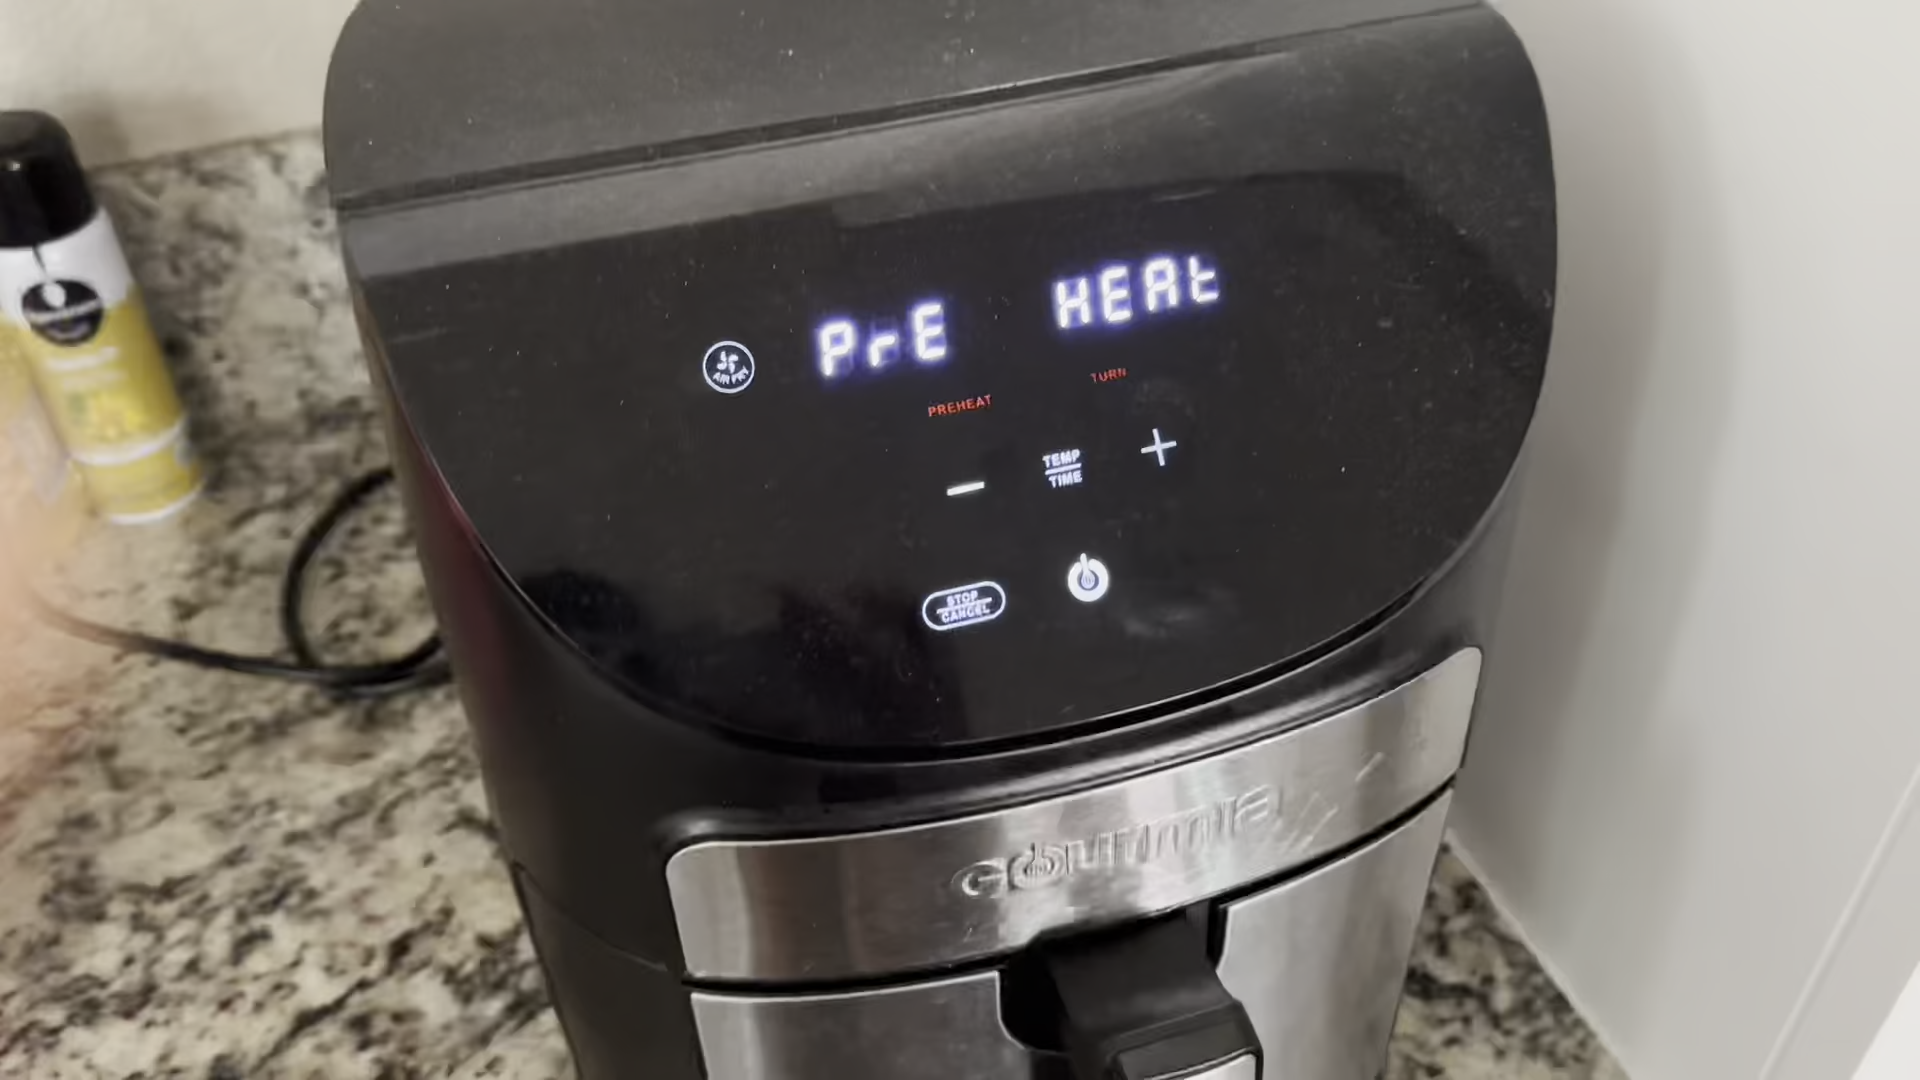 PrE HEAt
AIR FRY
PREHEAT
TURN
TEMP
TIME
STOP
CANCEL
GOURMIA